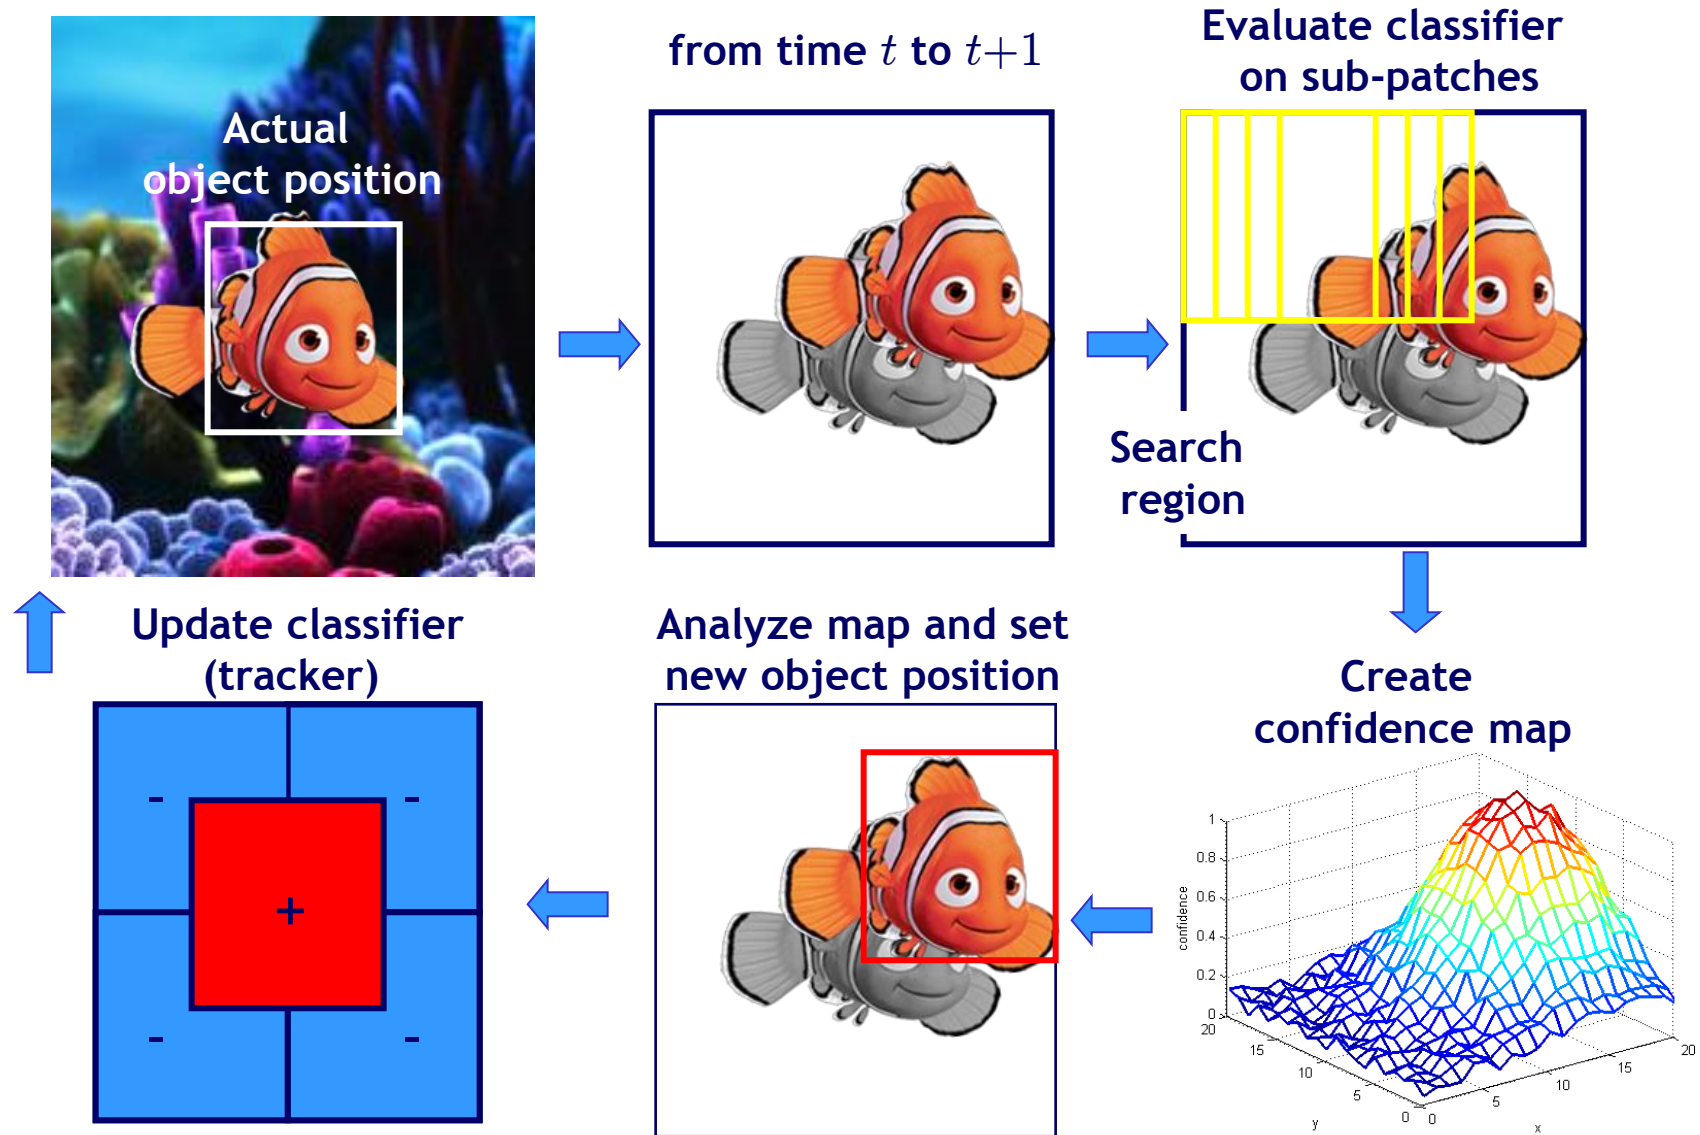 Actual
object position
from time t to t+1
Evaluate classifier
on sub-patches
Search
region
Create
confidence map
1
0.8
0.6
0.4
0.2
0
confidence
20
15
10
5
0
y
0
5
10
15
20
x
Analyze map and set
new object position
Update classifier
(tracker)
- -
+
- -